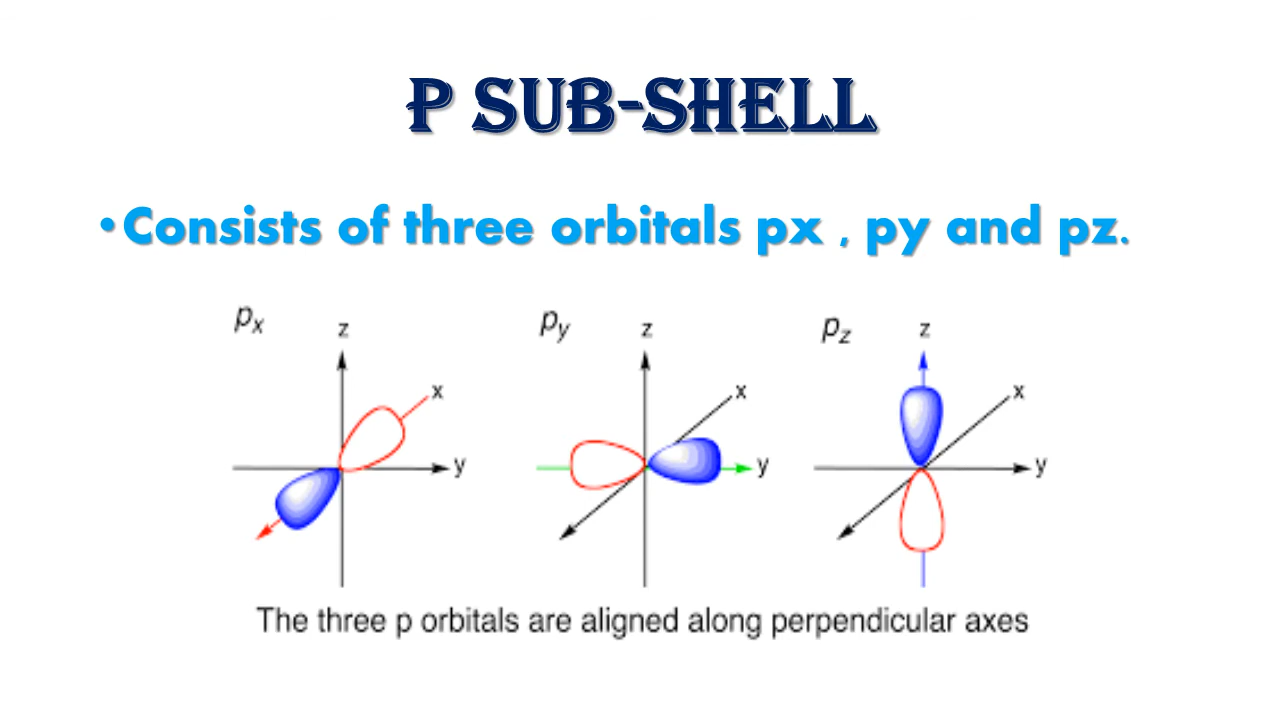 P SUB-SHELL
•Consists of three orbitals px , py and pz.
px z py z pz z
x x x
y y y
The three p orbitals are aligned along perpendicular axes